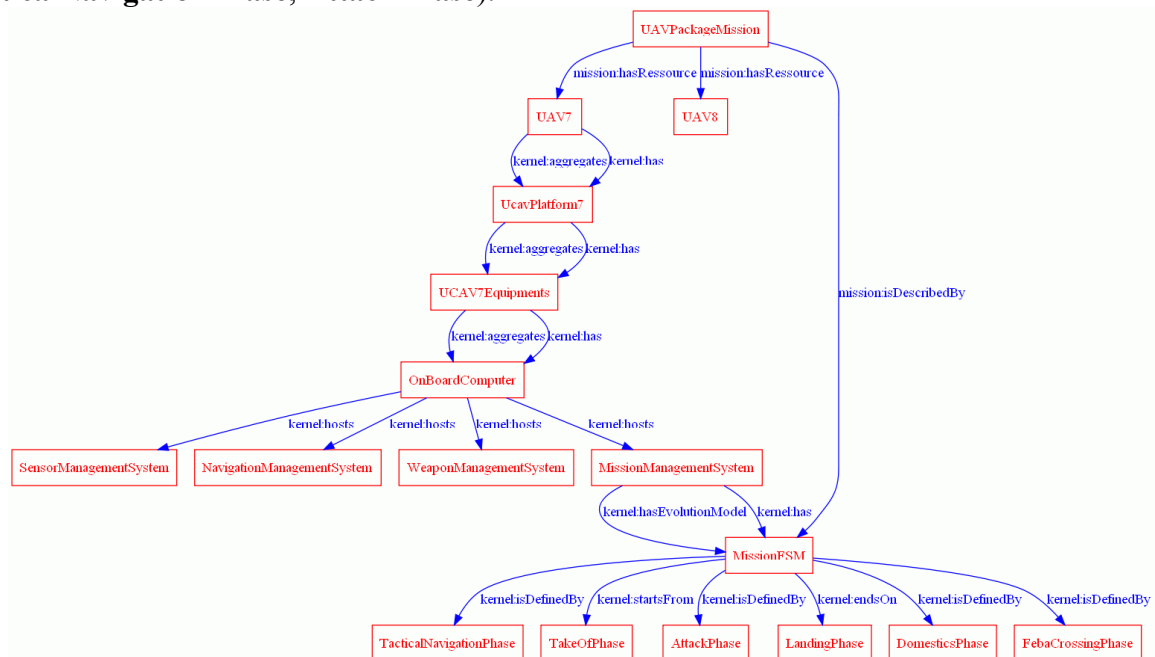 UAVPackageMission
mission:hasRessource mission:hasRessource
UAV7 UAV8
kernel:aggregates kernel:has
UcavPlatform7
kernel:aggregates kernel:has
UCAV7Equipments mission:isDescribedBy
kernel:aggregates kernel:has
OnBoardComputer
kernel:hosts kernel:hosts kernel:hosts kernel:hosts
SensorManagementSystem NavigationManagementSystem WeaponManagementSystem MissionManagementSystem
kernel:hasEvolutionModel kernel:has
MissionFSM
kernel:isDefinedBy kernel:startsFrom kernel:isDefinedBy kernel:endsOn kernel:isDefinedBy kernel:isDefinedBy
TacticalNavigationPhase TakeOfPhase AttackPhase LandingPhase DomesticsPhase FebaCrossingPhase